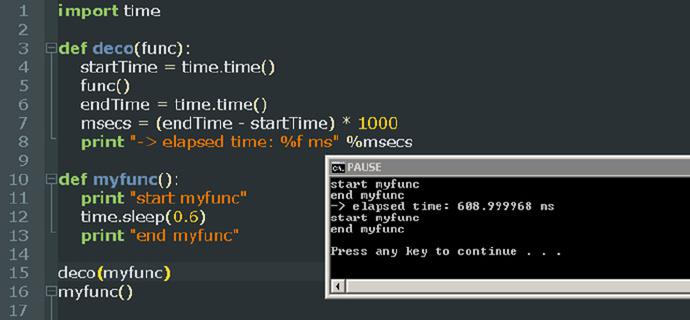 1 import time
2
3 def deco(func):
4     startTime = time.time()
5     func()
6     endTime = time.time()
7     msecs = (endTime - startTime) * 1000
8     print "-> elapsed time: %f ms" %msecs
9
10 def myfunc():
11     print "start myfunc"
12     time.sleep(0.6)
13     print "end myfunc"
14
15 deco(myfunc)
16 myfunc()
17
C:\. PAUSE
start myfunc
end myfunc
-> elapsed time: 608.999968 ms
start myfunc
end myfunc
Press any key to continue . . .